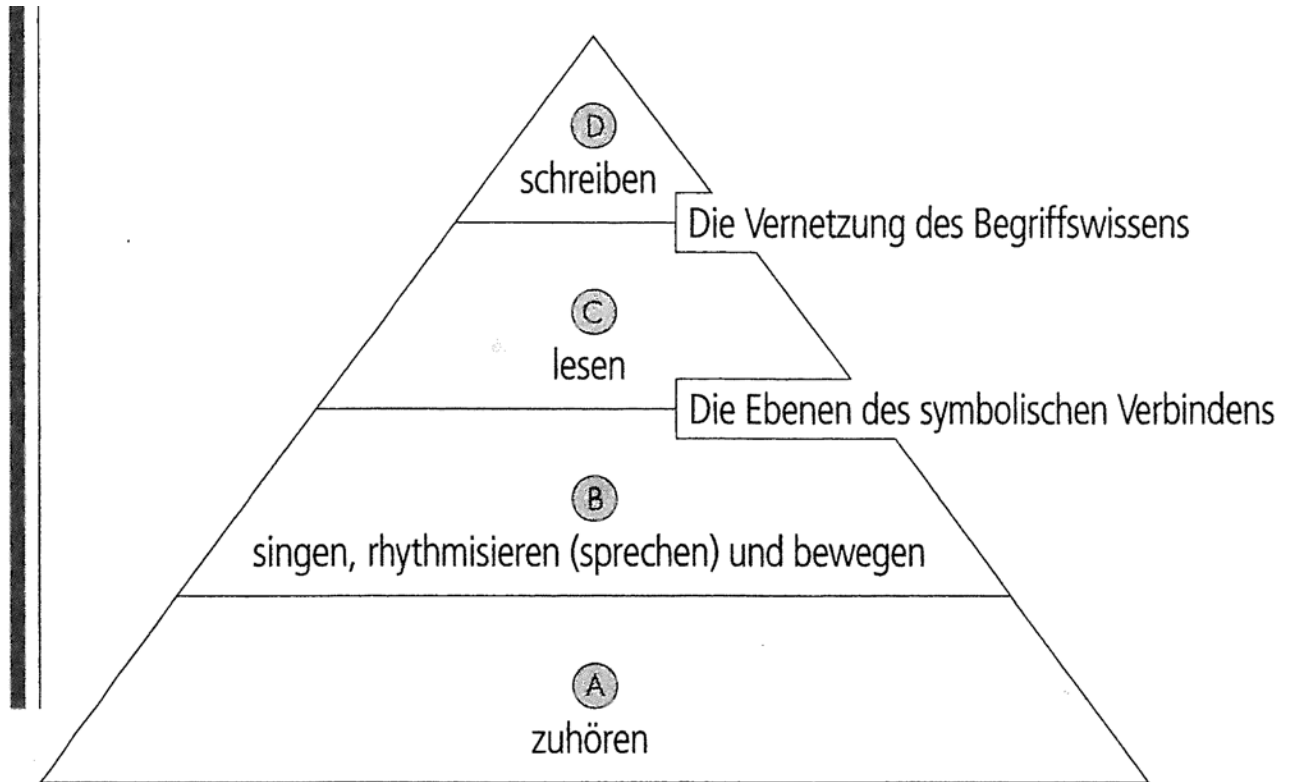 D
schreiben
Die Vernetzung des Begriffswissens
C
lesen
Die Ebenen des symbolischen Verbindens
B
singen, rhythmisieren (sprechen) und bewegen
A
zuhören